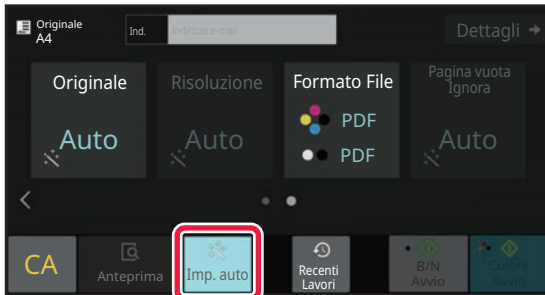 Originale
A4
Ind.
Indirizzo e-mail
Dettagli
Originale
Auto
Risoluzione
Auto
Formato File
PDF
PDF
Pagina vuota
Ignora
Auto
CA
Anteprima
Imp. auto
Recenti
Lavori
B/N
Avvio
Colore
Avvio